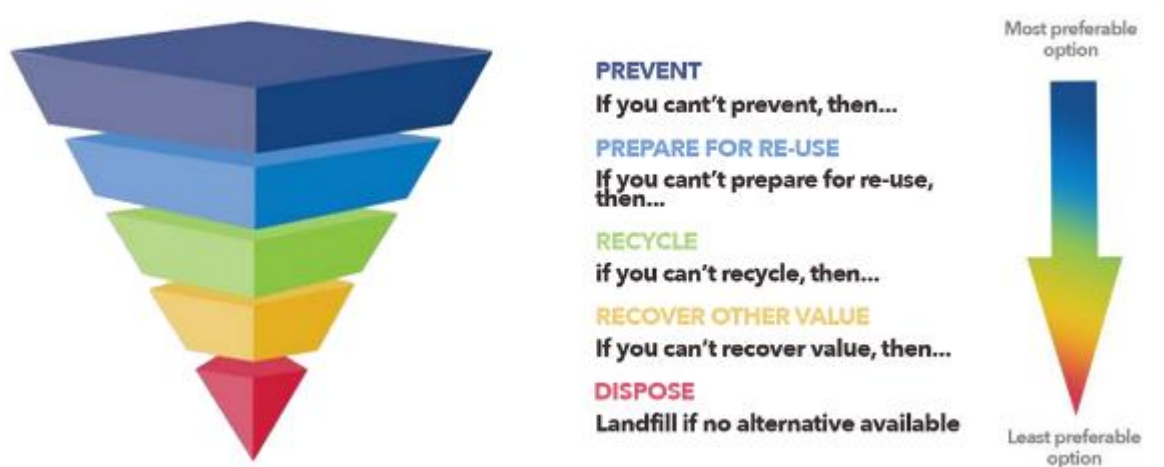 Most preferable
option
PREVENT
If you cant't prevent, then...
PREPARE FOR RE-USE
If you cant't prepare for re-use,
then...
RECYCLE
if you can't recycle, then...
RECOVER OTHER VALUE
If you can't recover value, then...
DISPOSE
Landfill if no alternative available
Least preferable
option